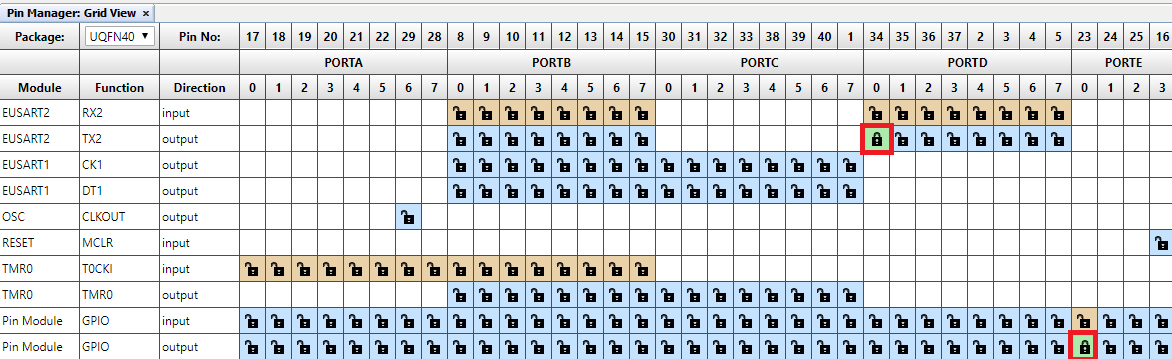 Pin Manager: Grid View ×
Package: UQFN40 Pin No: 17 18 19 20 21 22 29 28 8 9 10 11 12 13 14 15 30 31 32 33 38 39 40 1 34 35 36 37 2 3 4 5 23 24 25 16
PORTA PORTB PORTC PORTD PORTE
Module Function Direction 0 1 2 3 4 5 6 7 0 1 2 3 4 5 6 7 0 1 2 3 4 5 6 7 0 1 2 3 4 5 6 7 0 1 2 3
EUSART2 RX2 input
EUSART2 TX2 output
EUSART1 CK1 output
EUSART1 DT1 output
OSC CLKOUT output
RESET MCLR input
TMR0 T0CKI input
TMR0 TMR0 output
Pin Module GPIO input
Pin Module GPIO output